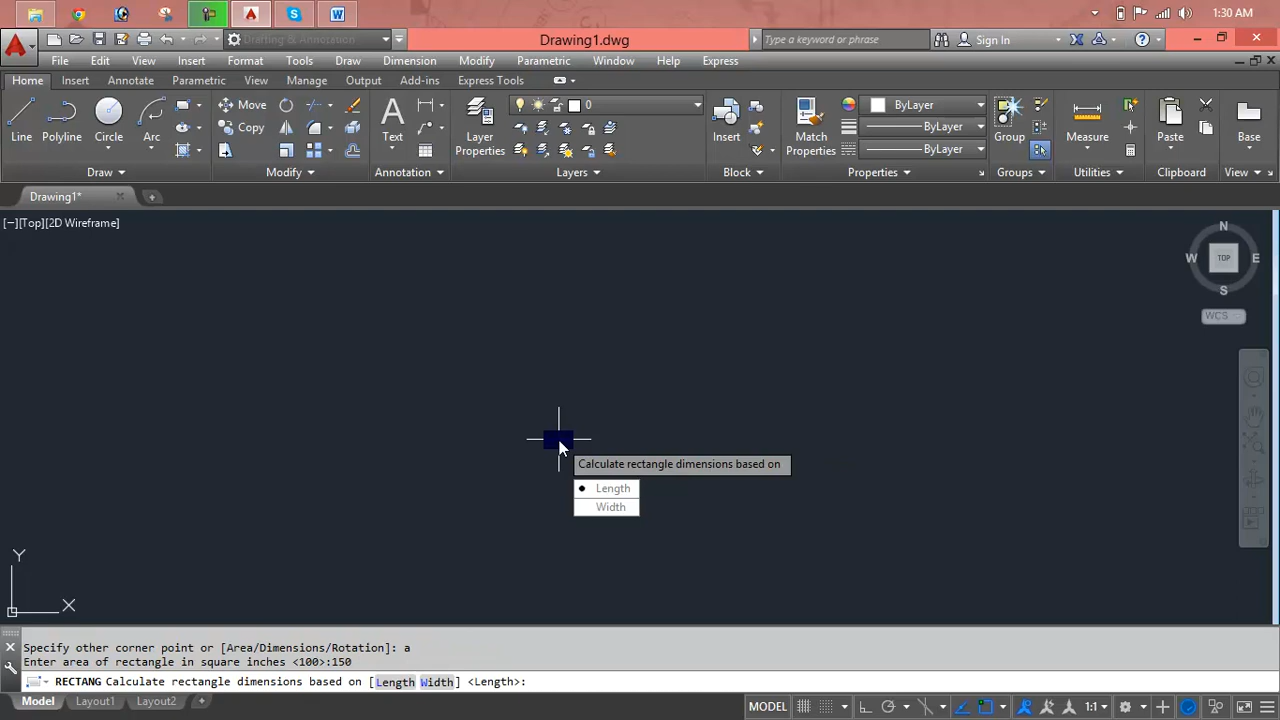 1:30 AM
Drafting & Annotation
Drawing1.dwg
Type a keyword or phrase
Sign In
File Edit View Insert Format Tools Draw Dimension Modify Parametric Window Help Express
Home Insert Annotate Parametric View Manage Output Add-ins Express Tools
Line Polyline Circle Arc Move Copy Text Layer Properties 0 Insert Match Properties ByLayer Group Measure Paste Base
ByLayer
ByLayer
Draw Modify Annotation Layers Block Properties Groups Utilities Clipboard View
Drawing1*
[−][Top][2D Wireframe]
N
W TOP E
S
WCS
Calculate rectangle dimensions based on
Length
Width
Y
X
Specify other corner point or [Area/Dimensions/Rotation]: a
Enter area of rectangle in square inches <100>:150
RECTANG Calculate rectangle dimensions based on [Length Width] <Length>:
Model Layout1 Layout2 MODEL 1:1